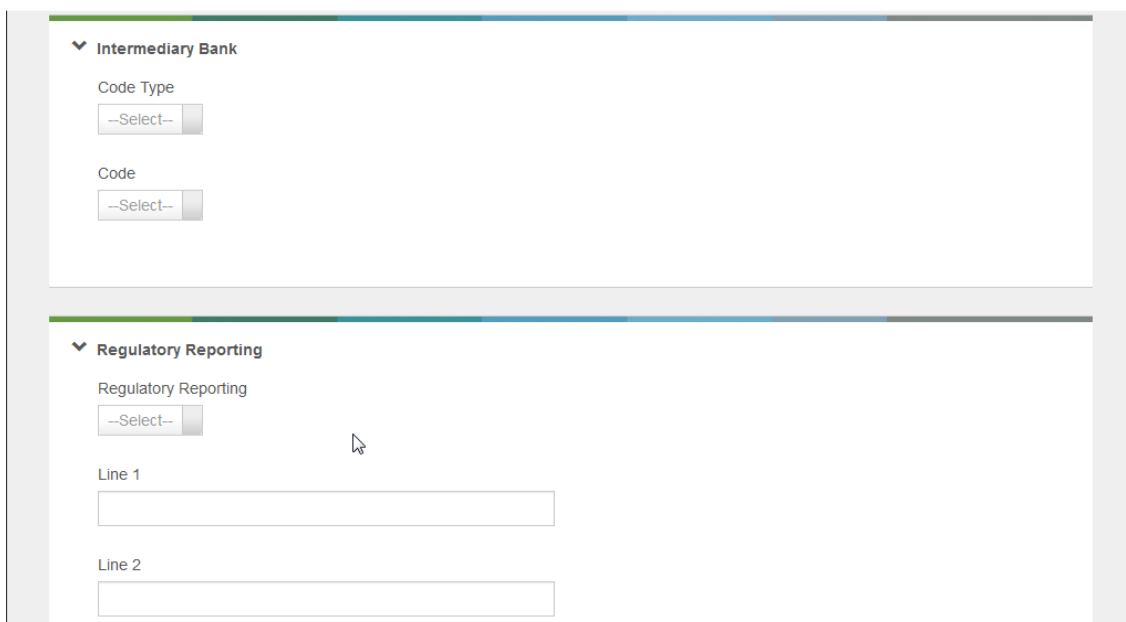 Intermediary Bank
Code Type
--Select--
Code
--Select--
Regulatory Reporting
Regulatory Reporting
--Select--
Line 1
Line 2